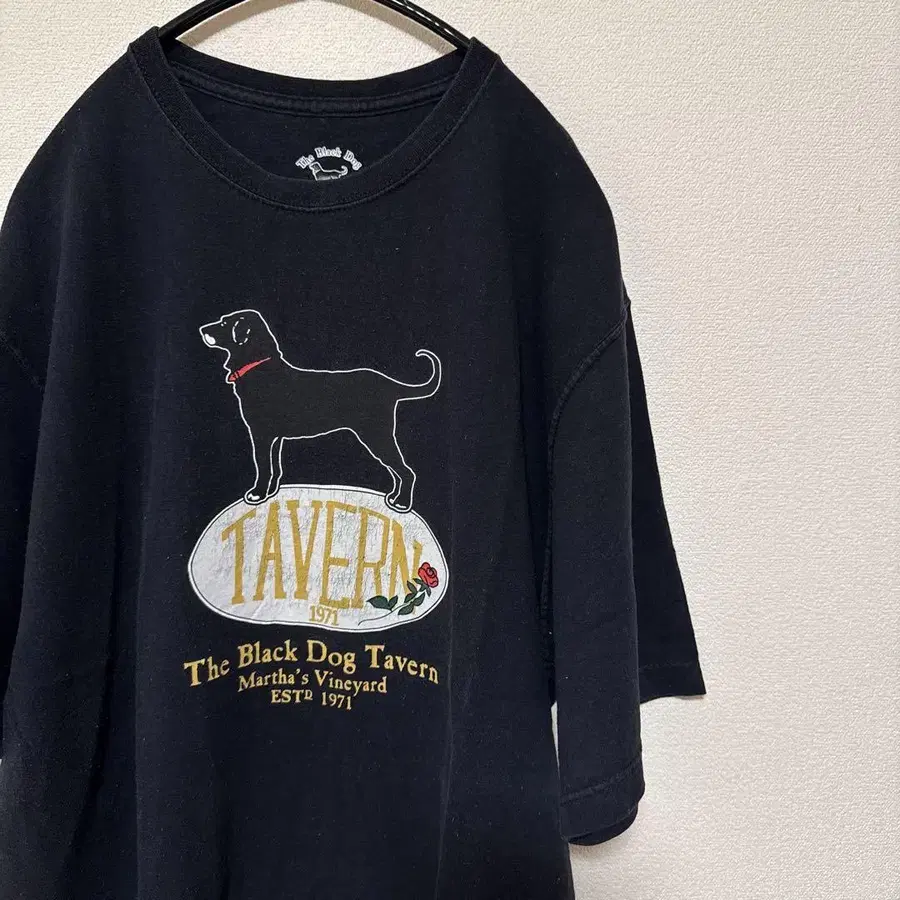 The Black Dog
TAVERN
1971
The Black Dog Tavern
Martha's Vineyard
ESTD 1971